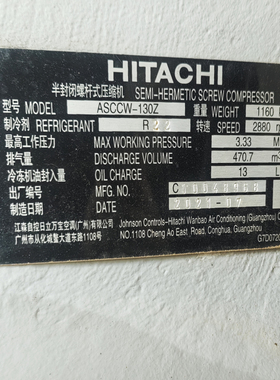 HITACHI
半封闭螺杆式压缩机 SEMI-HERMETIC SCREW COMPRESSOR
型号 MODEL ASCCW-130Z 重量 WEIGHT 1160
制冷剂 REFRIGERANT R22 转速 SPEED 2880
最高工作压力 MAX WORKING PRESSURE 3.33 M
排气量 DISCHARGE VOLUME 470.7 m
冷冻机油封入量 OIL CHARGE 13 L
出厂编号 MFG. NO.
制造日期 DATE 2021-07
江森自控日立万宝空调(广州)有限公司 Johnson Controls-Hitachi Wanbao Air Conditioning (Guangzhou)
广州市从化城鳌大道东路1108号 NO.1108 Cheng Ao East Road, Conghua, Guangzhou
G7D0720